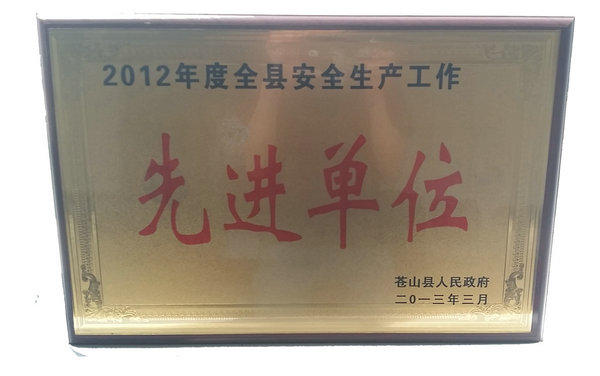 2012年度全县安全生产工作
先进单位
苍山县人民政府
二0一三年三月